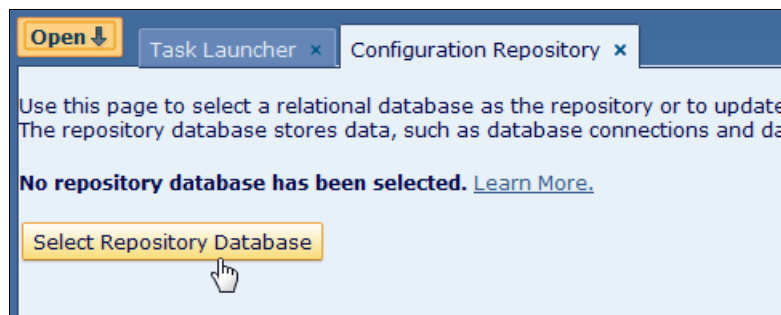 Open
Task Launcher × Configuration Repository ×
Use this page to select a relational database as the repository or to update
The repository database stores data, such as database connections and da
No repository database has been selected. Learn More.
Select Repository Database